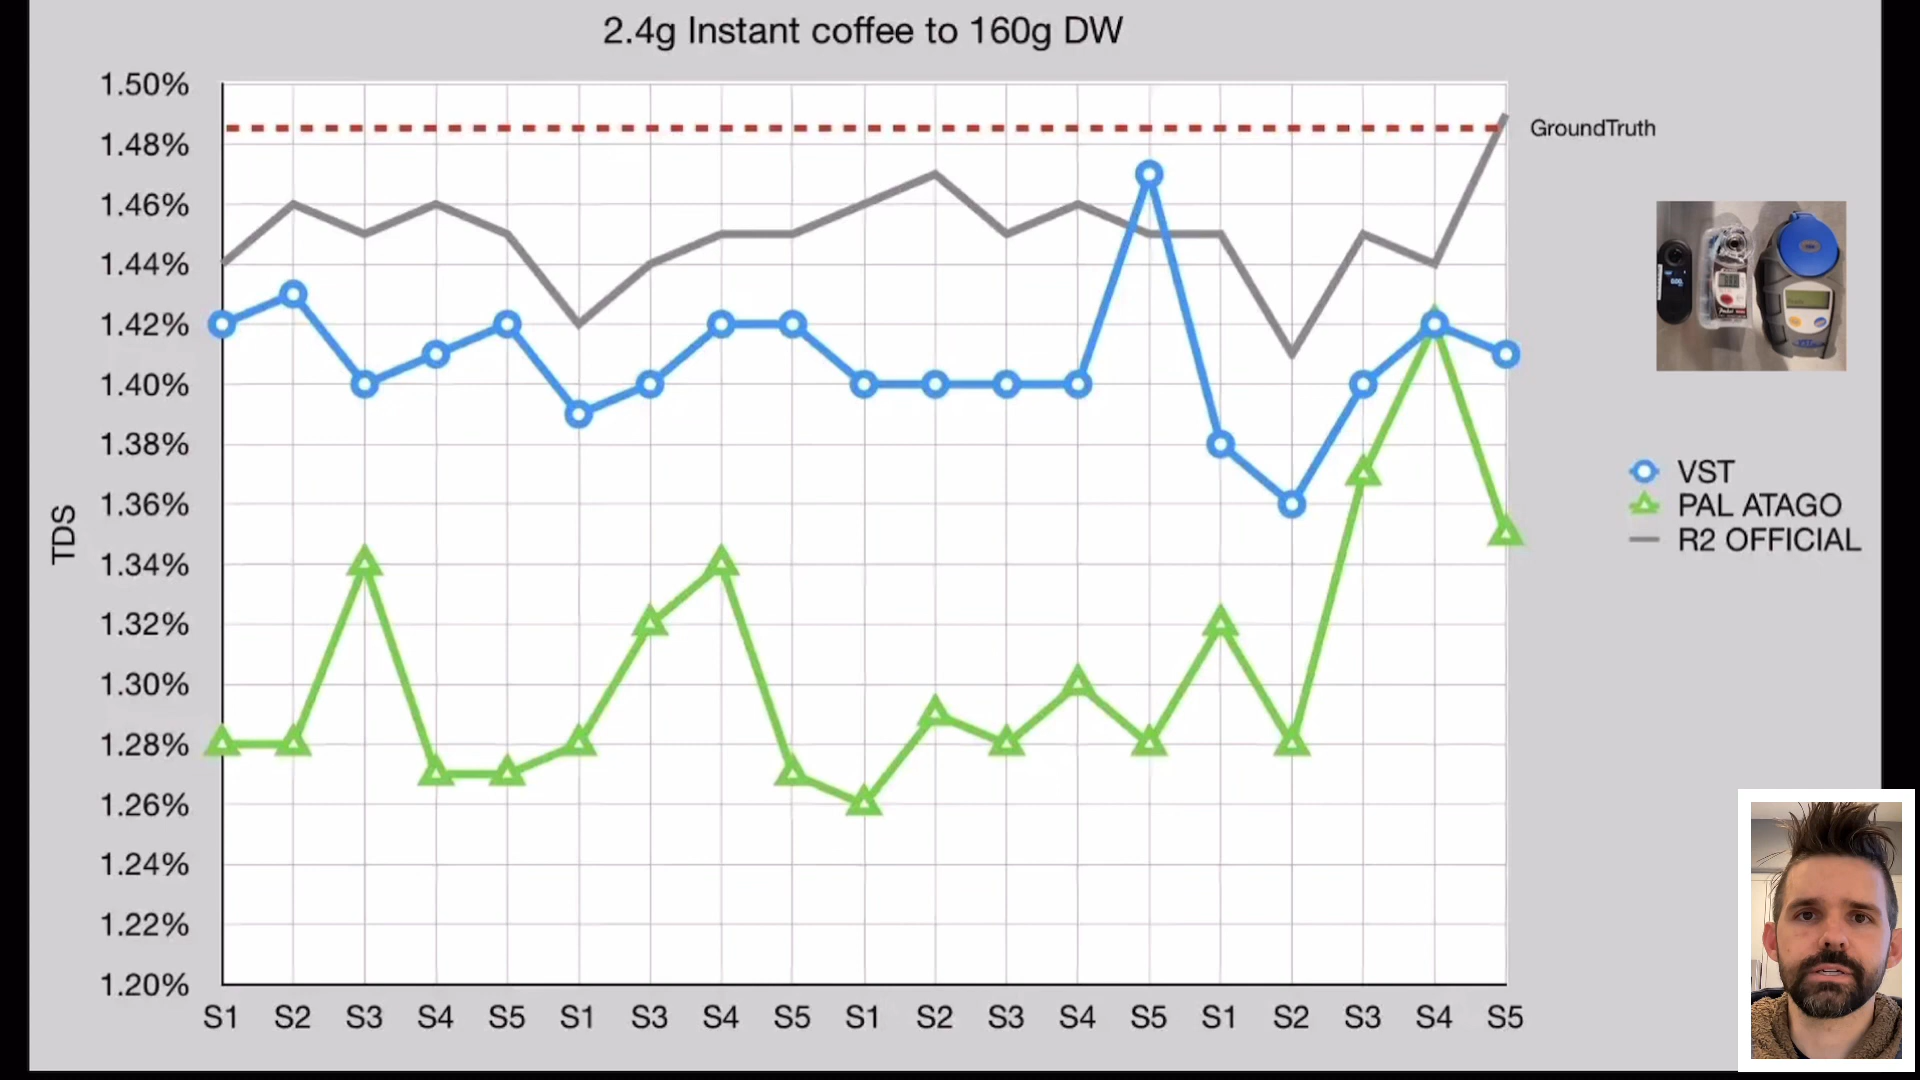 2.4g Instant coffee to 160g DW
1.50%
1.48%
1.46%
1.44%
1.42%
1.40%
1.38%
1.36%
1.34%
1.32%
1.30%
1.28%
1.26%
1.24%
1.22%
1.20%
TDS
S1 S2 S3 S4 S5 S1 S3 S4 S5 S1 S2 S3 S4 S5 S1 S2 S3 S4 S5
GroundTruth
VST
PAL ATAGO
R2 OFFICIAL